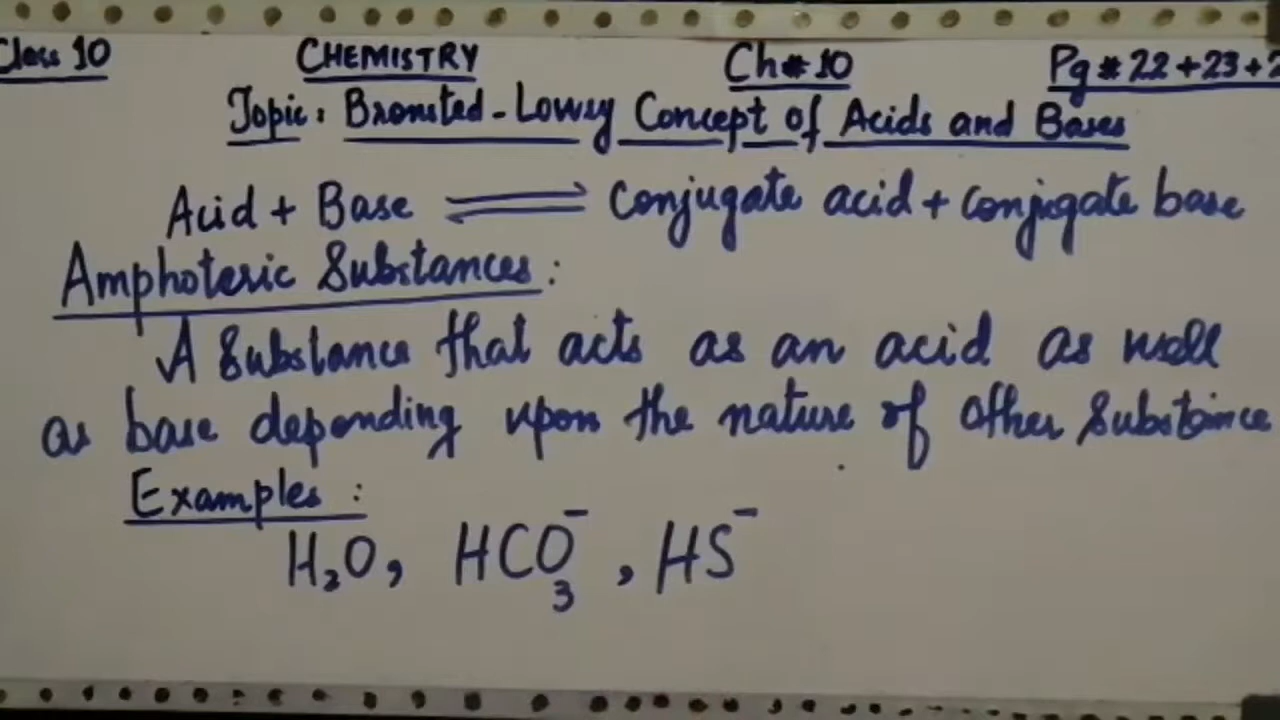 Class 10 CHEMISTRY Ch#10 Pg#22+23+2
Topic: Bronsted-Lowry Concept of Acids and Bases
Acid + Base ⇌ Conjugate acid + conjugate base
Amphoteric Substances:
A Substance that acts as an acid as well
as base depending upon the nature of other Substance
Examples:
H₂O, HCO₃⁻, HS⁻